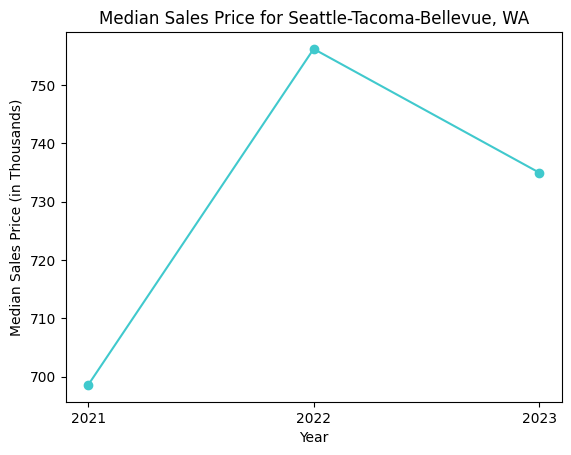 Median Sales Price for Seattle-Tacoma-Bellevue, WA
Median Sales Price (in Thousands)
750
740
730
720
710
700
2021 2022 2023
Year